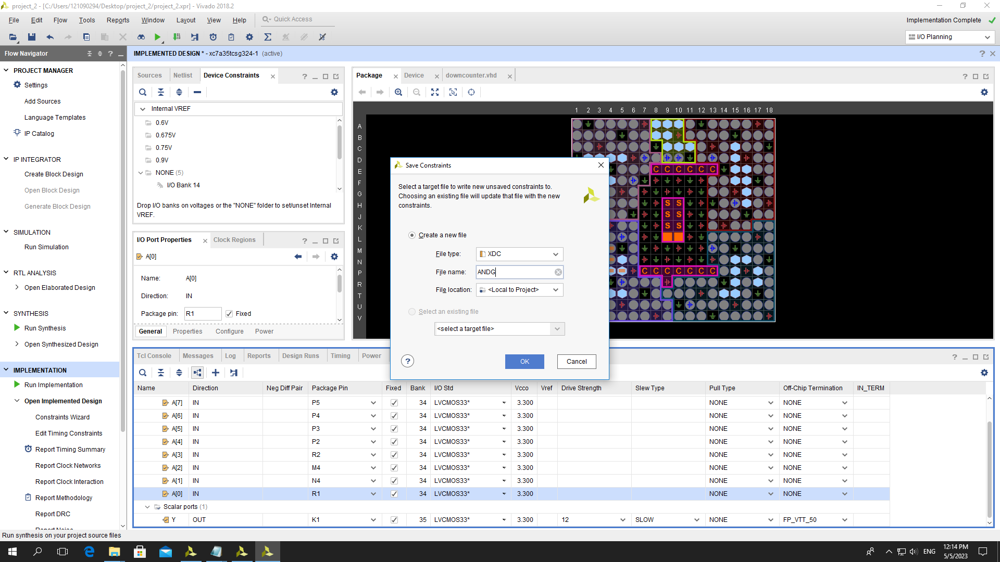 project_2 - [C:/Users/121090294/Desktop/project_2/project_2.xpr] - Vivado 2018.2
File Edit Flow Tools Reports Window Layout View Help Quick Access
Implementation Complete
I/O Planning
Flow Navigator
IMPLEMENTED DESIGN * - xc7a35tcsg324-1 (active)
PROJECT MANAGER
Settings
Add Sources
Language Templates
IP Catalog
IP INTEGRATOR
Create Block Design
Open Block Design
Generate Block Design
SIMULATION
Run Simulation
RTL ANALYSIS
Open Elaborated Design
SYNTHESIS
Run Synthesis
Open Synthesized Design
IMPLEMENTATION
Run Implementation
Open Implemented Design
Constraints Wizard
Edit Timing Constraints
Report Timing Summary
Report Clock Networks
Report Clock Interaction
Report Methodology
Report DRC
Report Noise
Sources Netlist Device Constraints
Internal VREF
0.6V
0.675V
0.75V
0.9V
NONE (5)
I/O Bank 14
Drop I/O banks on voltages or the "NONE" folder to set/unset Internal
VREF.
I/O Port Properties Clock Regions
A[0]
Name: A[0]
Direction: IN
Package pin: R1 Fixed
General Properties Configure Power
Package Device downcounter.vhd
1 2 3 4 5 6 7 8 9 10 11 12 13 14 15 16 17 18
A
B
C
D
E
F
G
H
J
K
L
M
N
P
R
T
U
V
C C C C C C
S S
S S
S S
C C C C C C C
Save Constraints
Select a target file to write new unsaved constraints to.
Choosing an existing file will update that file with the new
constraints.
Create a new file
File type: XDC
File name: ANDG
File location: <Local to Project>
Select an existing file
<select a target file>
? OK Cancel
Tcl Console Messages Log Reports Design Runs Timing Power
Name Direction Neg Diff Pair Package Pin Fixed Bank I/O Std Vcco Vref Drive Strength Slew Type Pull Type Off-Chip Termination IN_TERM
A[7] IN P5 34 LVCMOS33* 3.300 NONE NONE
A[6] IN P4 34 LVCMOS33* 3.300 NONE NONE
A[5] IN P3 34 LVCMOS33* 3.300 NONE NONE
A[4] IN P2 34 LVCMOS33* 3.300 NONE NONE
A[3] IN R2 34 LVCMOS33* 3.300 NONE NONE
A[2] IN M4 34 LVCMOS33* 3.300 NONE NONE
A[1] IN N4 34 LVCMOS33* 3.300 NONE NONE
A[0] IN R1 34 LVCMOS33* 3.300 NONE NONE
Scalar ports (1)
Y OUT K1 35 LVCMOS33* 3.300 12 SLOW NONE FP_VTT_50
Run synthesis on your project source files
ENG
12:14 PM
5/5/2023